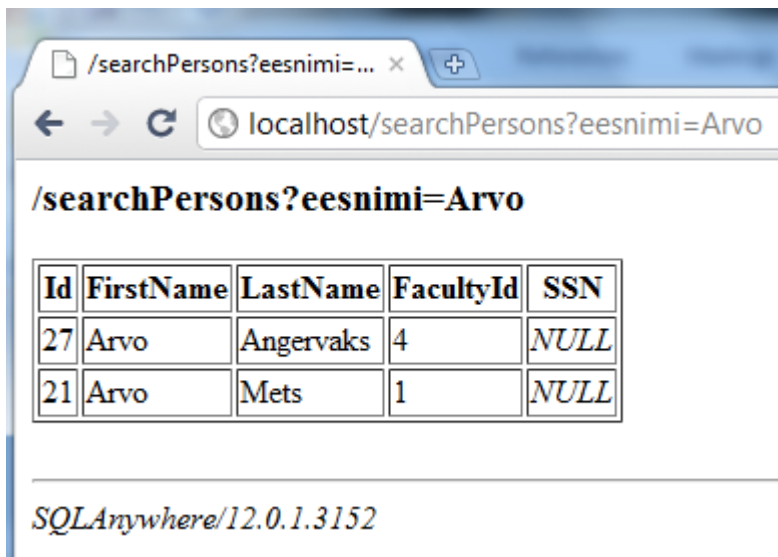 /searchPersons?eesnimi=...
localhost/searchPersons?eesnimi=Arvo
/searchPersons?eesnimi=Arvo
Id FirstName LastName FacultyId SSN
27 Arvo Angervaks 4 NULL
21 Arvo Mets 1 NULL
SQLAnywhere/12.0.1.3152